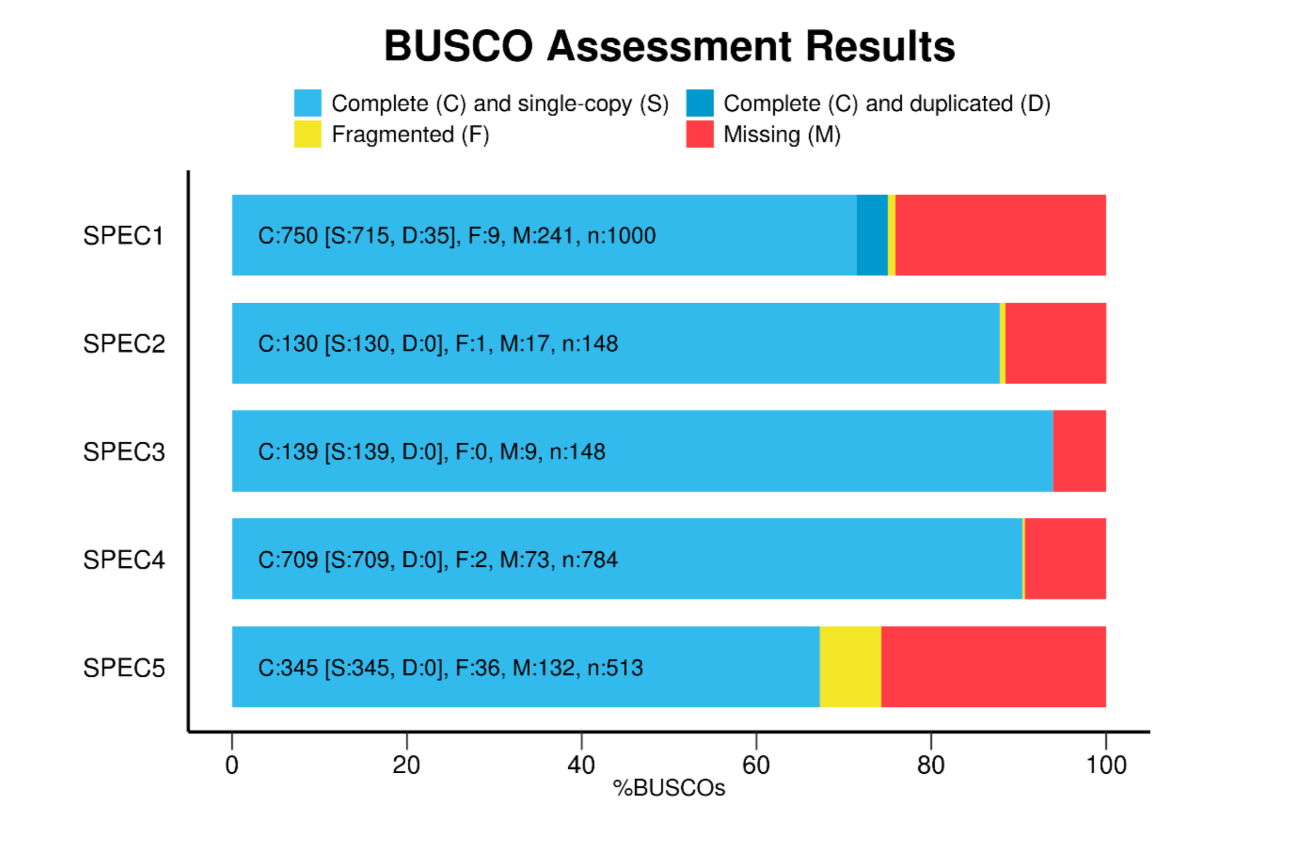 BUSCO Assessment Results
Complete (C) and single-copy (S) Complete (C) and duplicated (D)
Fragmented (F) Missing (M)
SPEC1 C:750 [S:715, D:35], F:9, M:241, n:1000
SPEC2 C:130 [S:130, D:0], F:1, M:17, n:148
SPEC3 C:139 [S:139, D:0], F:0, M:9, n:148
SPEC4 C:709 [S:709, D:0], F:2, M:73, n:784
SPEC5 C:345 [S:345, D:0], F:36, M:132, n:513
0 20 40 60 80 100
%BUSCOs